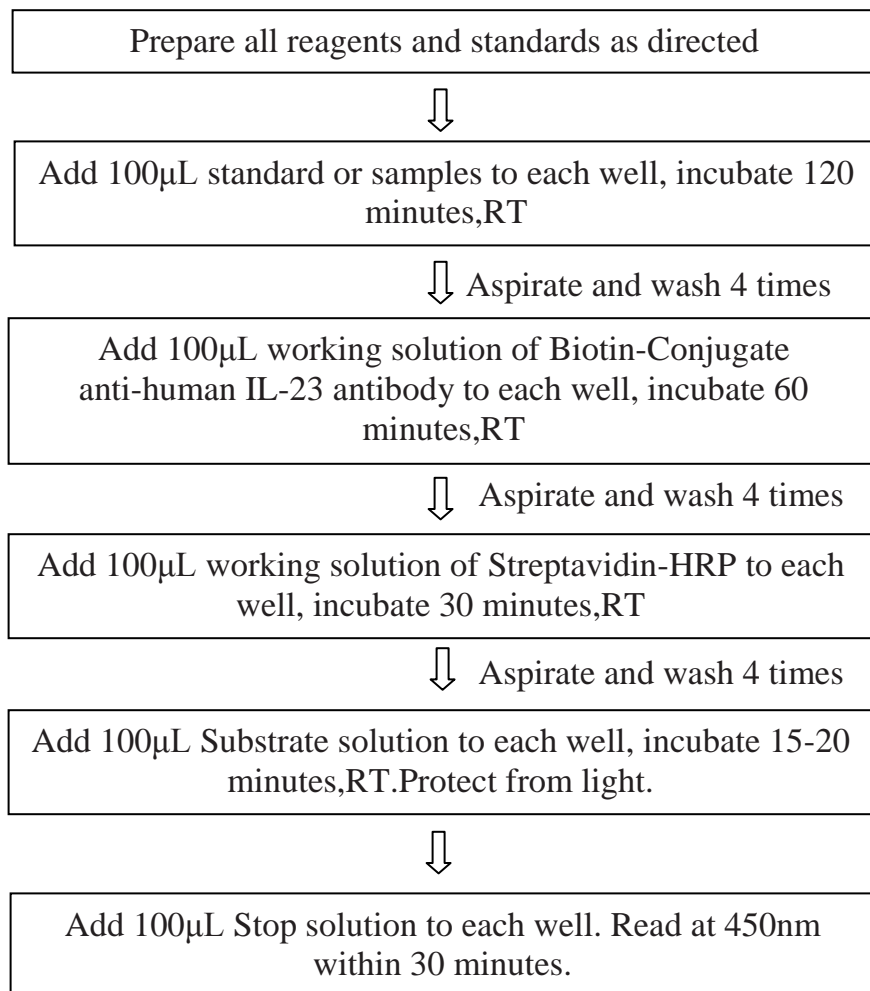 Prepare all reagents and standards as directed
Add 100μL standard or samples to each well, incubate 120
minutes,RT
Aspirate and wash 4 times
Add 100μL working solution of Biotin-Conjugate
anti-human IL-23 antibody to each well, incubate 60
minutes,RT
Aspirate and wash 4 times
Add 100μL working solution of Streptavidin-HRP to each
well, incubate 30 minutes,RT
Aspirate and wash 4 times
Add 100μL Substrate solution to each well, incubate 15-20
minutes,RT.Protect from light.
Add 100μL Stop solution to each well. Read at 450nm
within 30 minutes.